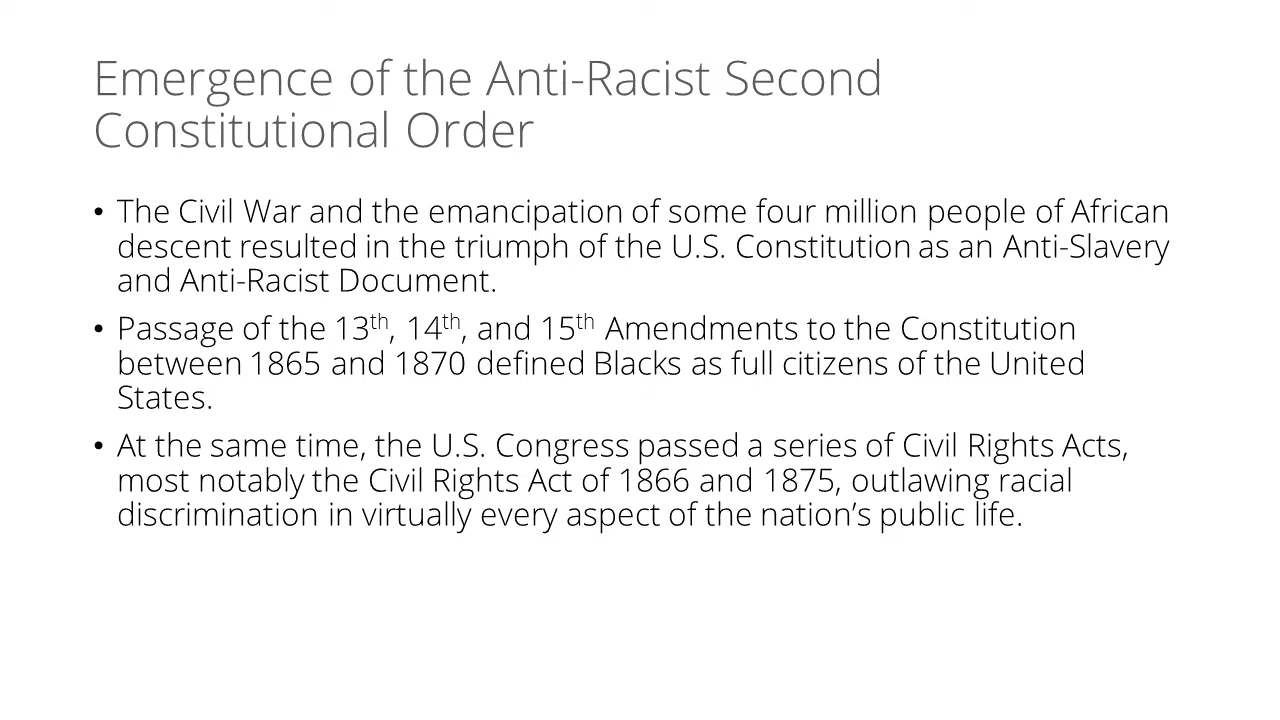 Emergence of the Anti-Racist Second
Constitutional Order
• The Civil War and the emancipation of some four million people of African
descent resulted in the triumph of the U.S. Constitution as an Anti-Slavery
and Anti-Racist Document.
• Passage of the 13th, 14th, and 15th Amendments to the Constitution
between 1865 and 1870 defined Blacks as full citizens of the United
States.
• At the same time, the U.S. Congress passed a series of Civil Rights Acts,
most notably the Civil Rights Act of 1866 and 1875, outlawing racial
discrimination in virtually every aspect of the nation’s public life.